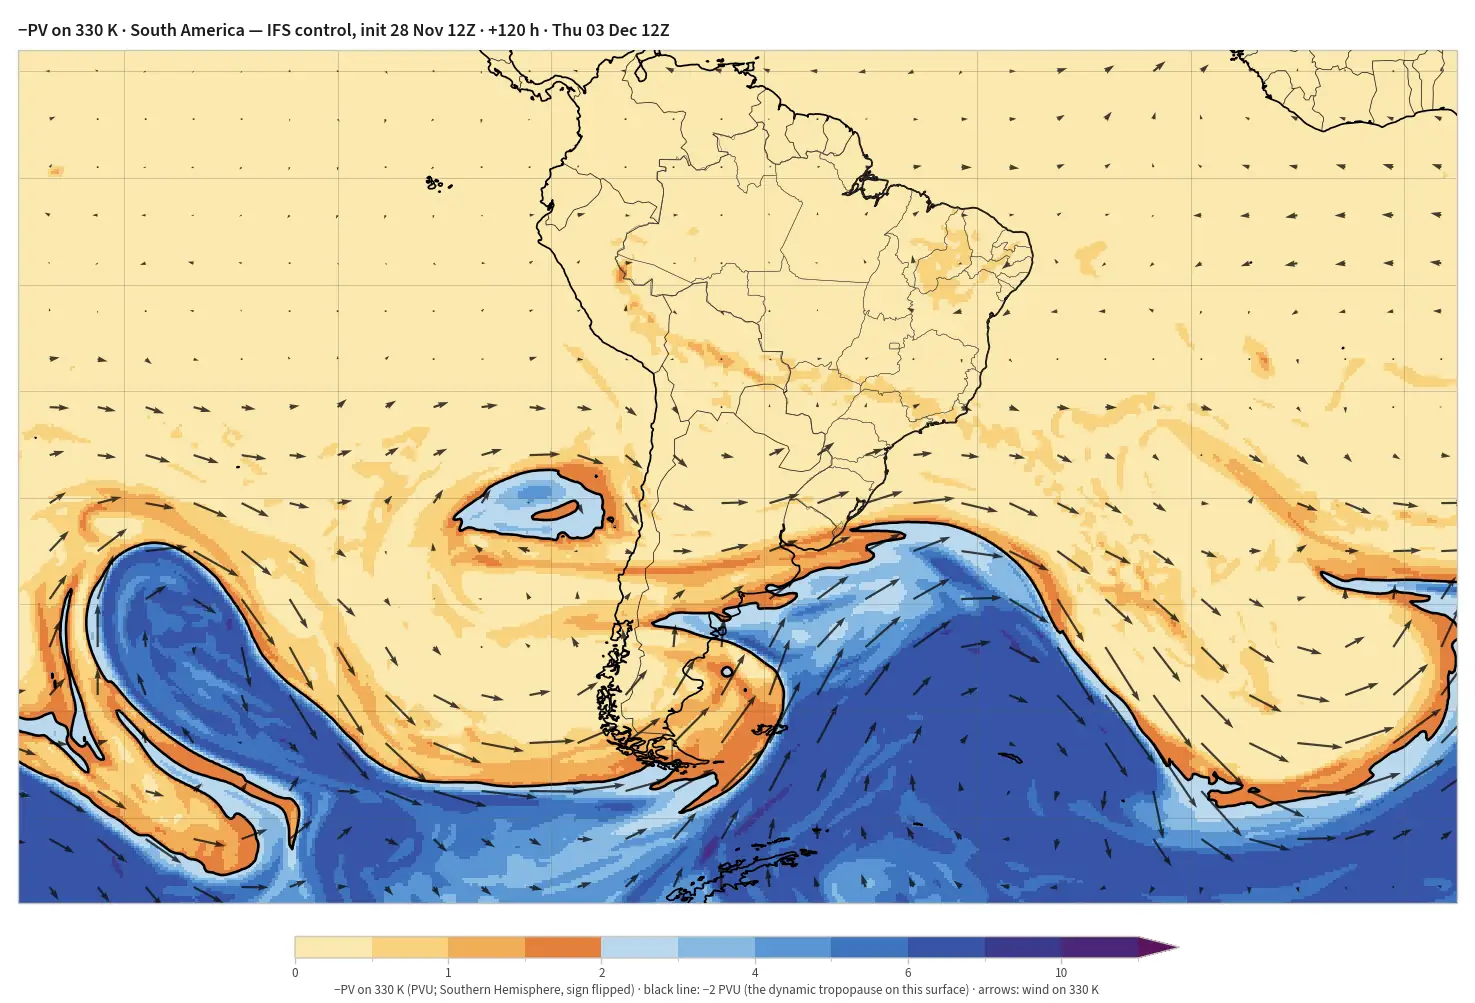 −PV on 330 K · South America — IFS control, init 28 Nov 12Z · +120 h · Thu 03 Dec 12Z
0 1 2 4 6 10
−PV on 330 K (PVU; Southern Hemisphere, sign flipped) · black line: −2 PVU (the dynamic tropopause on this surface) · arrows: wind on 330 K